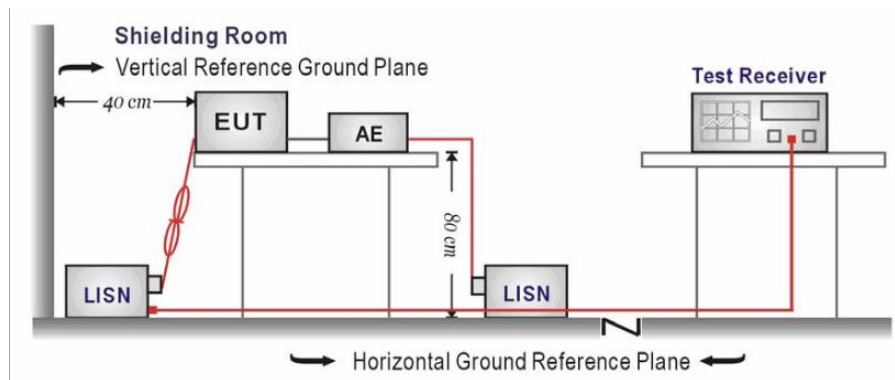 Shielding Room
Vertical Reference Ground Plane
Test Receiver
40 cm
EUT
AE
80 cm
LISN
LISN
Horizontal Ground Reference Plane